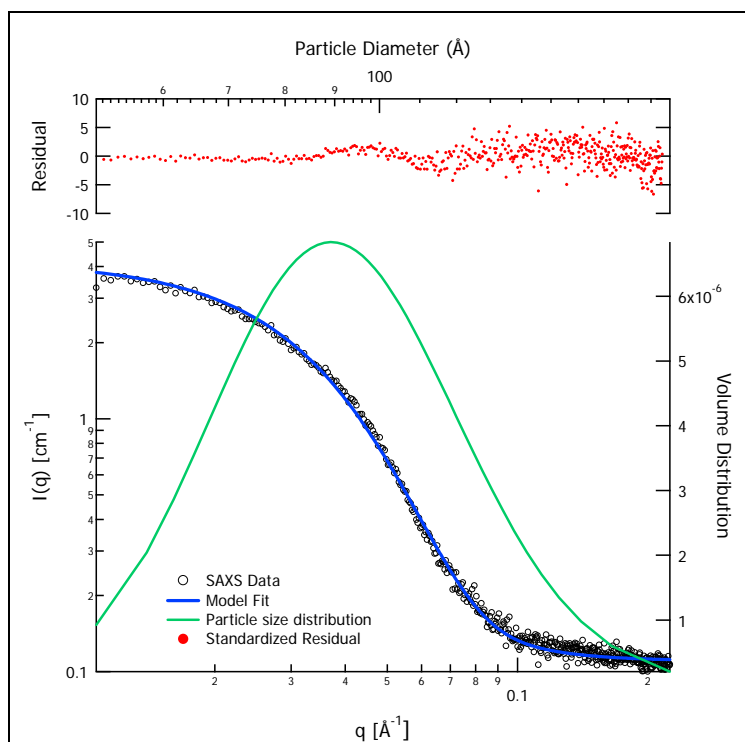 Particle Diameter (Å)
6 7 8 9 100
10
5
0
-5
-10
Residual
5
4
3
2
1
9
8
7
6
5
4
3
2
0.1
I(q) [cm-1]
6x10-6
5
4
3
2
1
Volume Distribution
SAXS Data
Model Fit
Particle size distribution
Standardized Residual
2 3 4 5 6 7 8 9 0.1 2
q [Å-1]